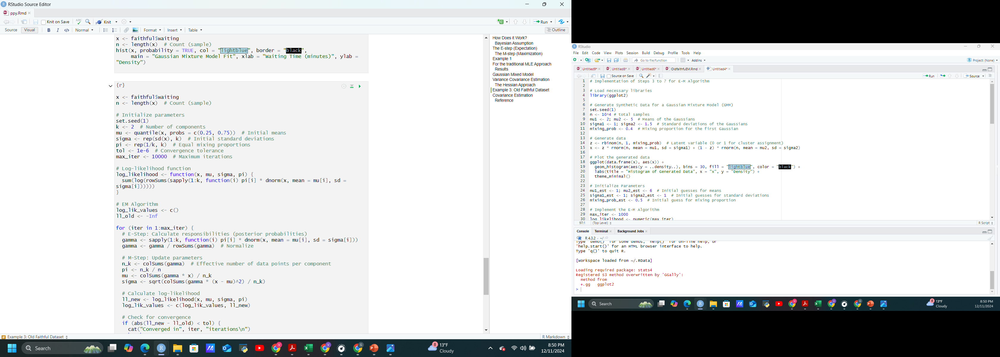 RStudio Source Editor
ppy.Rmd
Knit on Save
ABC
Knit
Run
Source
Visual
B
I
</>
Normal
Format
Insert
Table
Outline
x <- faithful$waiting
n <- length(x)  # Count (sample)
hist(x, probability = TRUE, col = "lightblue", border = "black",
     main = "Gaussian Mixture Model Fit", xlab = "Waiting Time (minutes)", ylab =
"Density")
{r}
x <- faithful$waiting
n <- length(x)  # Count (sample)
# Initialize parameters
set.seed(1)
k <- 2  # Number of components
mu <- quantile(x, probs = c(0.25, 0.75))  # Initial means
sigma <- rep(sd(x), k)  # Initial standard deviations
pi <- rep(1/k, k)  # Equal mixing proportions
tol <- 1e-6  # Convergence tolerance
max_iter <- 10000  # Maximum iterations
# Log-likelihood function
log_likelihood <- function(x, mu, sigma, pi) {
  sum(log(rowSums(sapply(1:k, function(i) pi[i] * dnorm(x, mean = mu[i], sd =
sigma[i])))))
}
# EM Algorithm
log_lik_values <- c()
ll_old <- -Inf
for (iter in 1:max_iter) {
  # E-Step: Calculate responsibilities (posterior probabilities)
  gamma <- sapply(1:k, function(i) pi[i] * dnorm(x, mean = mu[i], sd = sigma[i]))
  gamma <- gamma / rowSums(gamma)  # Normalize
  # M-Step: Update parameters
  n_k <- colSums(gamma)  # Effective number of data points per component
  pi <- n_k / n
  mu <- colSums(gamma * x) / n_k
  sigma <- sqrt(colSums(gamma * (x - mu)^2) / n_k)
  # Calculate log-likelihood
  ll_new <- log_likelihood(x, mu, sigma, pi)
  log_lik_values <- c(log_lik_values, ll_new)
  # Check for convergence
  if (abs(ll_new - ll_old) < tol) {
    cat("Converged in", iter, "iterations\n")
How Does it Work?
Bayesian Assumption
The E-step (Expectation)
The M-step (Maximization)
Example 1
For the traditional MLE Approach
Results
Gaussian Mixed Model
Variance Covariance Estimation
The Hessian Approach
Example 3: Old Faithful Dataset
Covariance Estimation
Reference
# Example 3: Old Faithful Dataset
R Markdown
Search
8
13°F
Cloudy
8:50 PM
12/11/2024
RStudio
File Edit Code View Plots Session Build Debug Profile Tools Help
Go to file/function
Addins
Project: (None)
Untitled9*
Untitled8*
Untitled6*
OldfaithfuEM.Rmd
Untitled4*
Source on Save
Run
Source
1 # Implementation of Steps 3 to 7 for E-M Algorithm
2
3 # Load necessary libraries
4 library(ggplot2)
5
6 # Generate Synthetic Data for a Gaussian Mixture Model (GMM)
7 set.seed(1)
8 n <- 10^4 # total samples
9 mu1 <- 2; mu2 <- 5  # Means of the Gaussians
10 sigma1 <- 1; sigma2 <- 1.5  # Standard deviations of the Gaussians
11 mixing_prob <- 0.4  # Mixing proportion for the first Gaussian
12
13 # Generate data
14 z <- rbinom(n, 1, mixing_prob)  # Latent variable (0 or 1 for cluster assignment)
15 x <- z * rnorm(n, mean = mu1, sd = sigma1) + (1 - z) * rnorm(n, mean = mu2, sd = sigma2)
16
17 # Plot the generated data
18 ggplot(data.frame(x), aes(x)) +
19   geom_histogram(aes(y = ..density..), bins = 30, fill = "lightblue", color = "black") +
20   labs(title = "Histogram of Generated Data", x = "x", y = "Density") +
21   theme_minimal()
22
23 # Initialize Parameters
24 mu1_est <- 1; mu2_est <- 6  # Initial guesses for means
25 sigma1_est <- 1; sigma2_est <- 1  # Initial guesses for standard deviations
26 mixing_prob_est <- 0.5  # Initial guess for mixing proportion
27
28 # Implement the E-M Algorithm
29 max_iter <- 1000
30 log_likelihood <- numeric(max_iter)
97:1
(Top Level)
R Script
Console
Terminal
Background Jobs
R 4.3.2 · ~/
Type 'demo()' for some demos, 'help()' for on-line help, or
'help.start()' for an HTML browser interface to help.
Type 'q()' to quit R.
[Workspace loaded from ~/.RData]
Loading required package: stats4
Registered S3 method overwritten by 'GGally':
  method from
  +.gg   ggplot2
>
Search
8
13°F
Cloudy
8:50 PM
12/11/2024